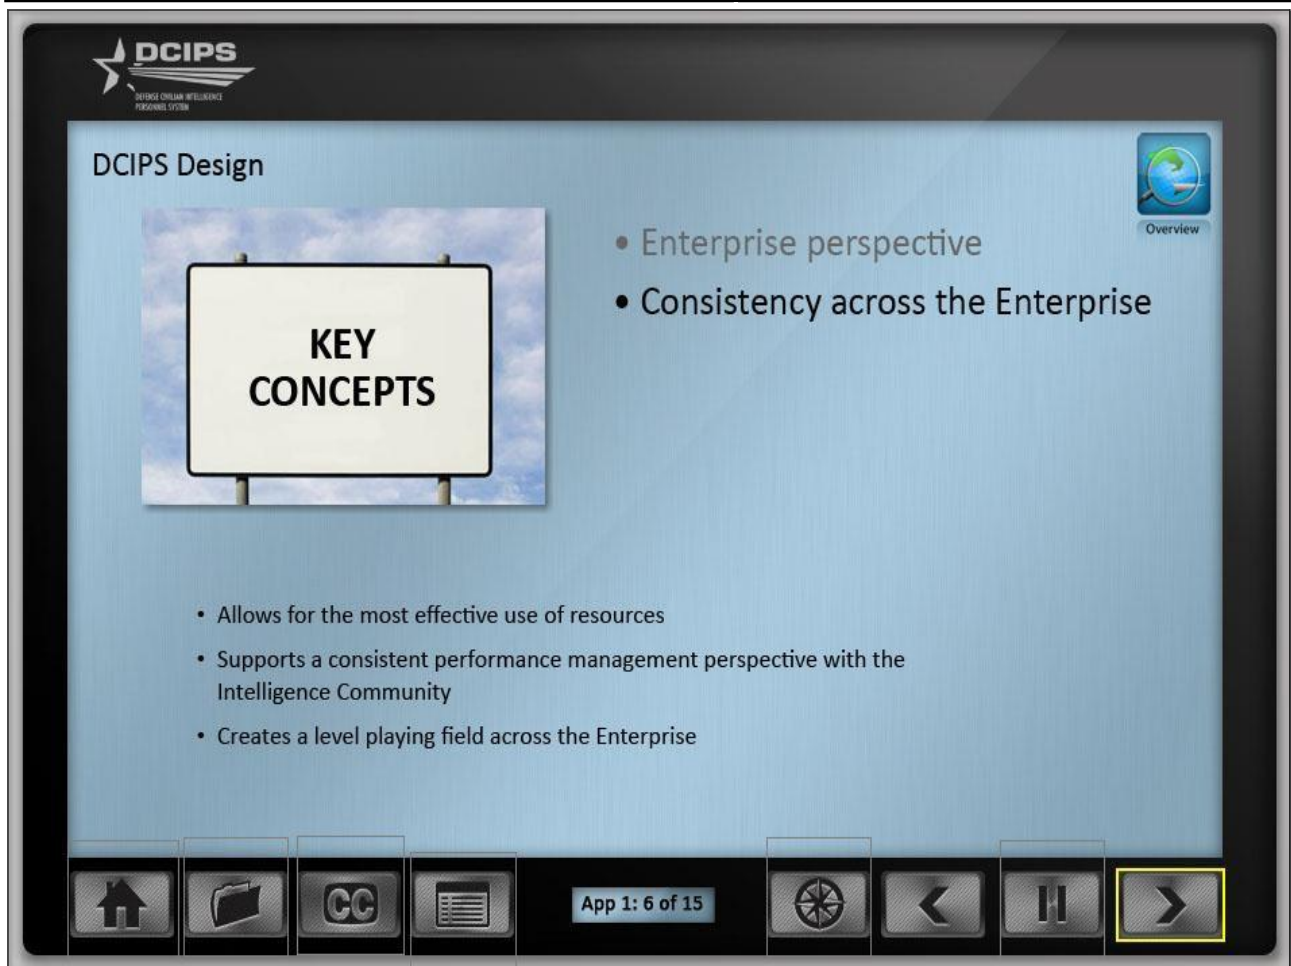 DCIPS
DEFENSE CIVILIAN INTELLIGENCE
PERSONNEL SYSTEM
DCIPS Design
Overview
KEY
CONCEPTS
• Enterprise perspective
• Consistency across the Enterprise
• Allows for the most effective use of resources
• Supports a consistent performance management perspective with the
Intelligence Community
• Creates a level playing field across the Enterprise
CC
App 1: 6 of 15